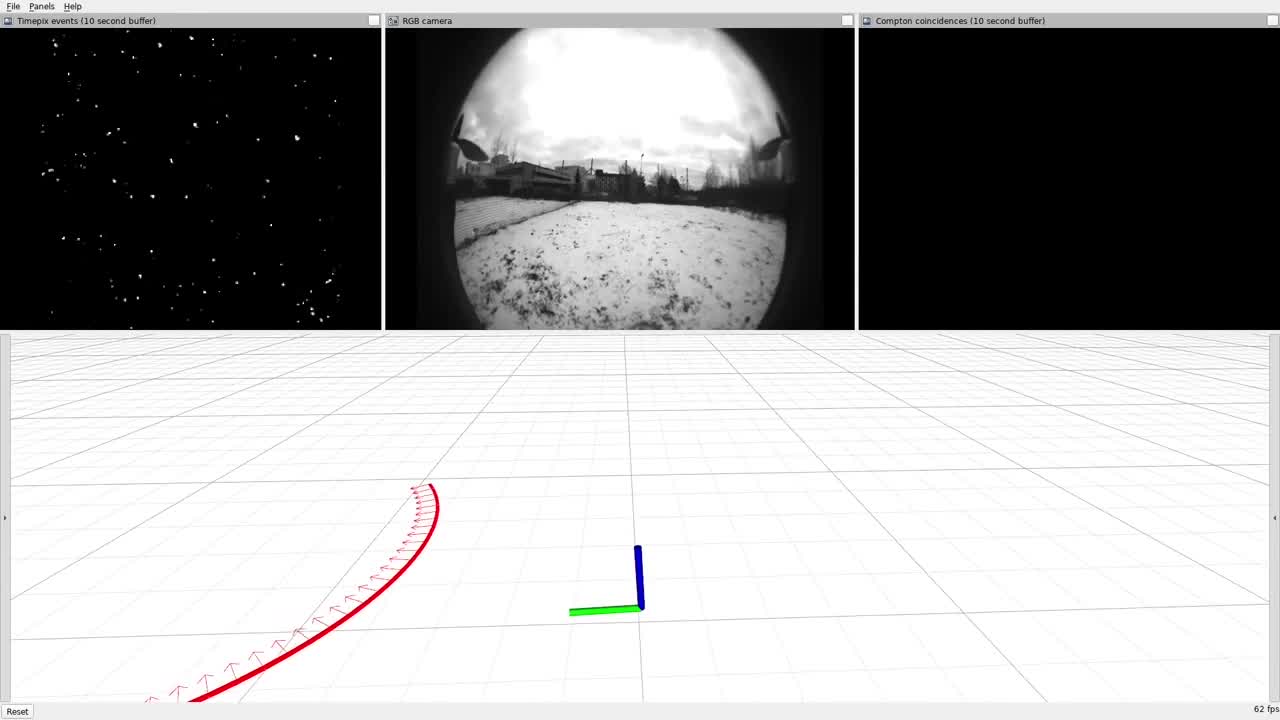 File Panels Help
Timepix events (10 second buffer)
RGB camera
Compton coincidences (10 second buffer)
Reset
62 fps